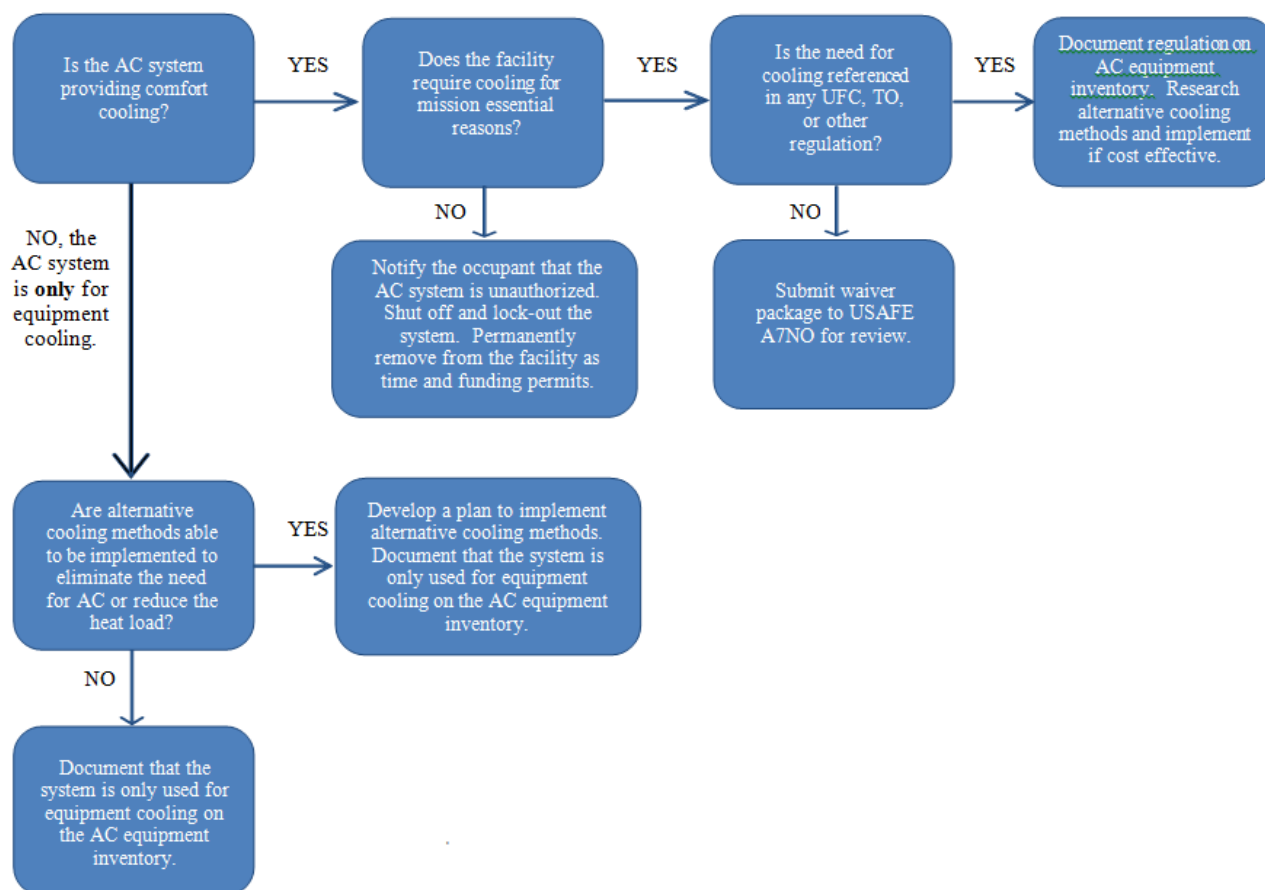 Is the AC system
providing comfort
cooling?
YES
Does the facility
require cooling for
mission essential
reasons?
YES
Is the need for
cooling referenced
in any UFC, TO,
or other
regulation?
YES
Document regulation on
AC equipment
inventory. Research
alternative cooling
methods and implement
if cost effective.
NO, the
AC system
is only for
equipment
cooling.
NO
Notify the occupant that the
AC system is unauthorized.
Shut off and lock-out the
system. Permanently
remove from the facility as
time and funding permits.
NO
Submit waiver
package to USAFE
A7NO for review.
Are alternative
cooling methods able
to be implemented to
eliminate the need
for AC or reduce the
heat load?
YES
Develop a plan to implement
alternative cooling methods.
Document that the system is
only used for equipment
cooling on the AC equipment
inventory.
NO
Document that the
system is only used for
equipment cooling on
the AC equipment
inventory.